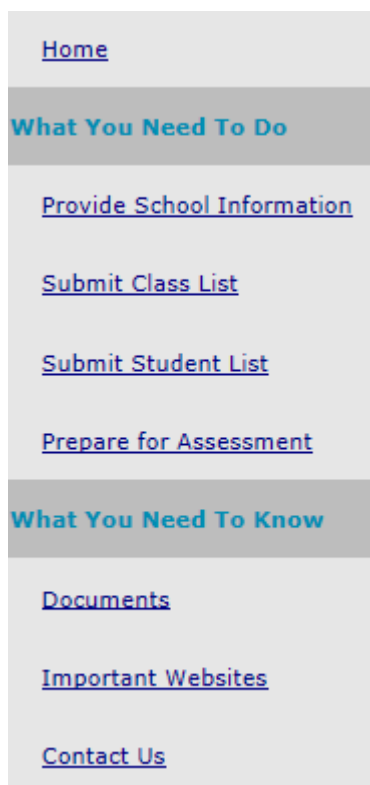 Home
What You Need To Do
Provide School Information
Submit Class List
Submit Student List
Prepare for Assessment
What You Need To Know
Documents
Important Websites
Contact Us